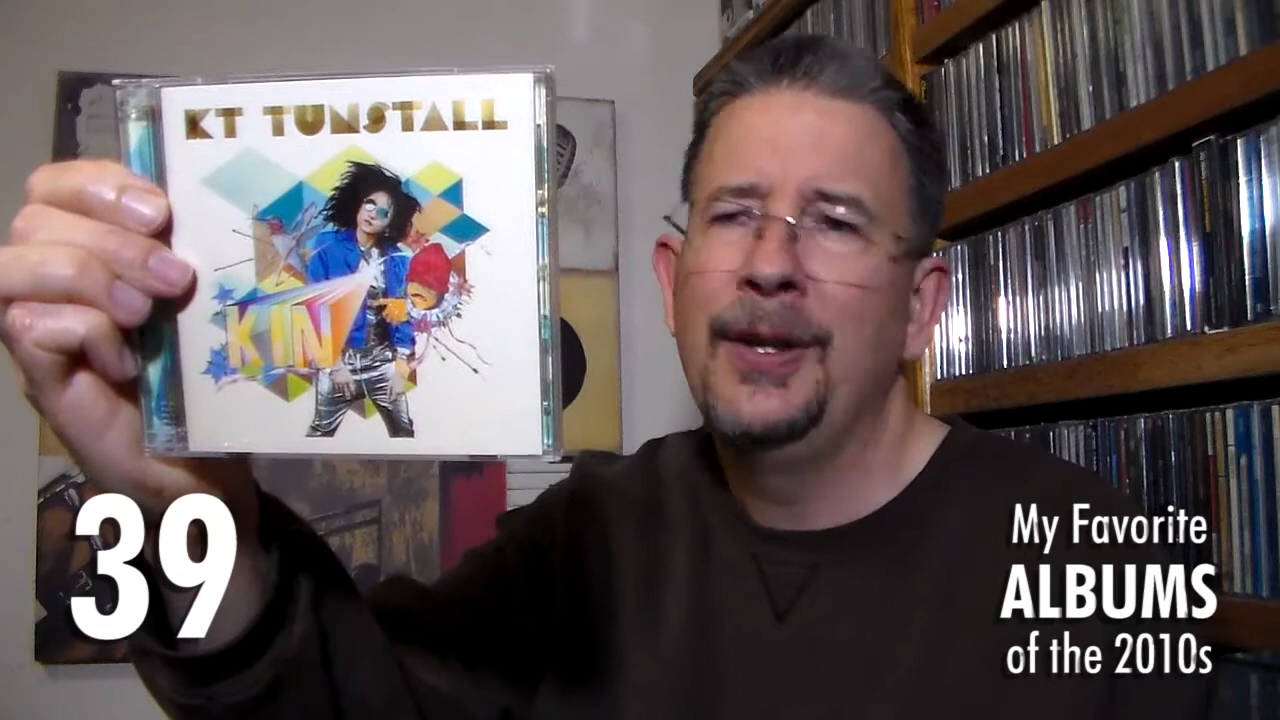 KT TUNSTALL
KIN
39
My Favorite
ALBUMS
of the 2010s